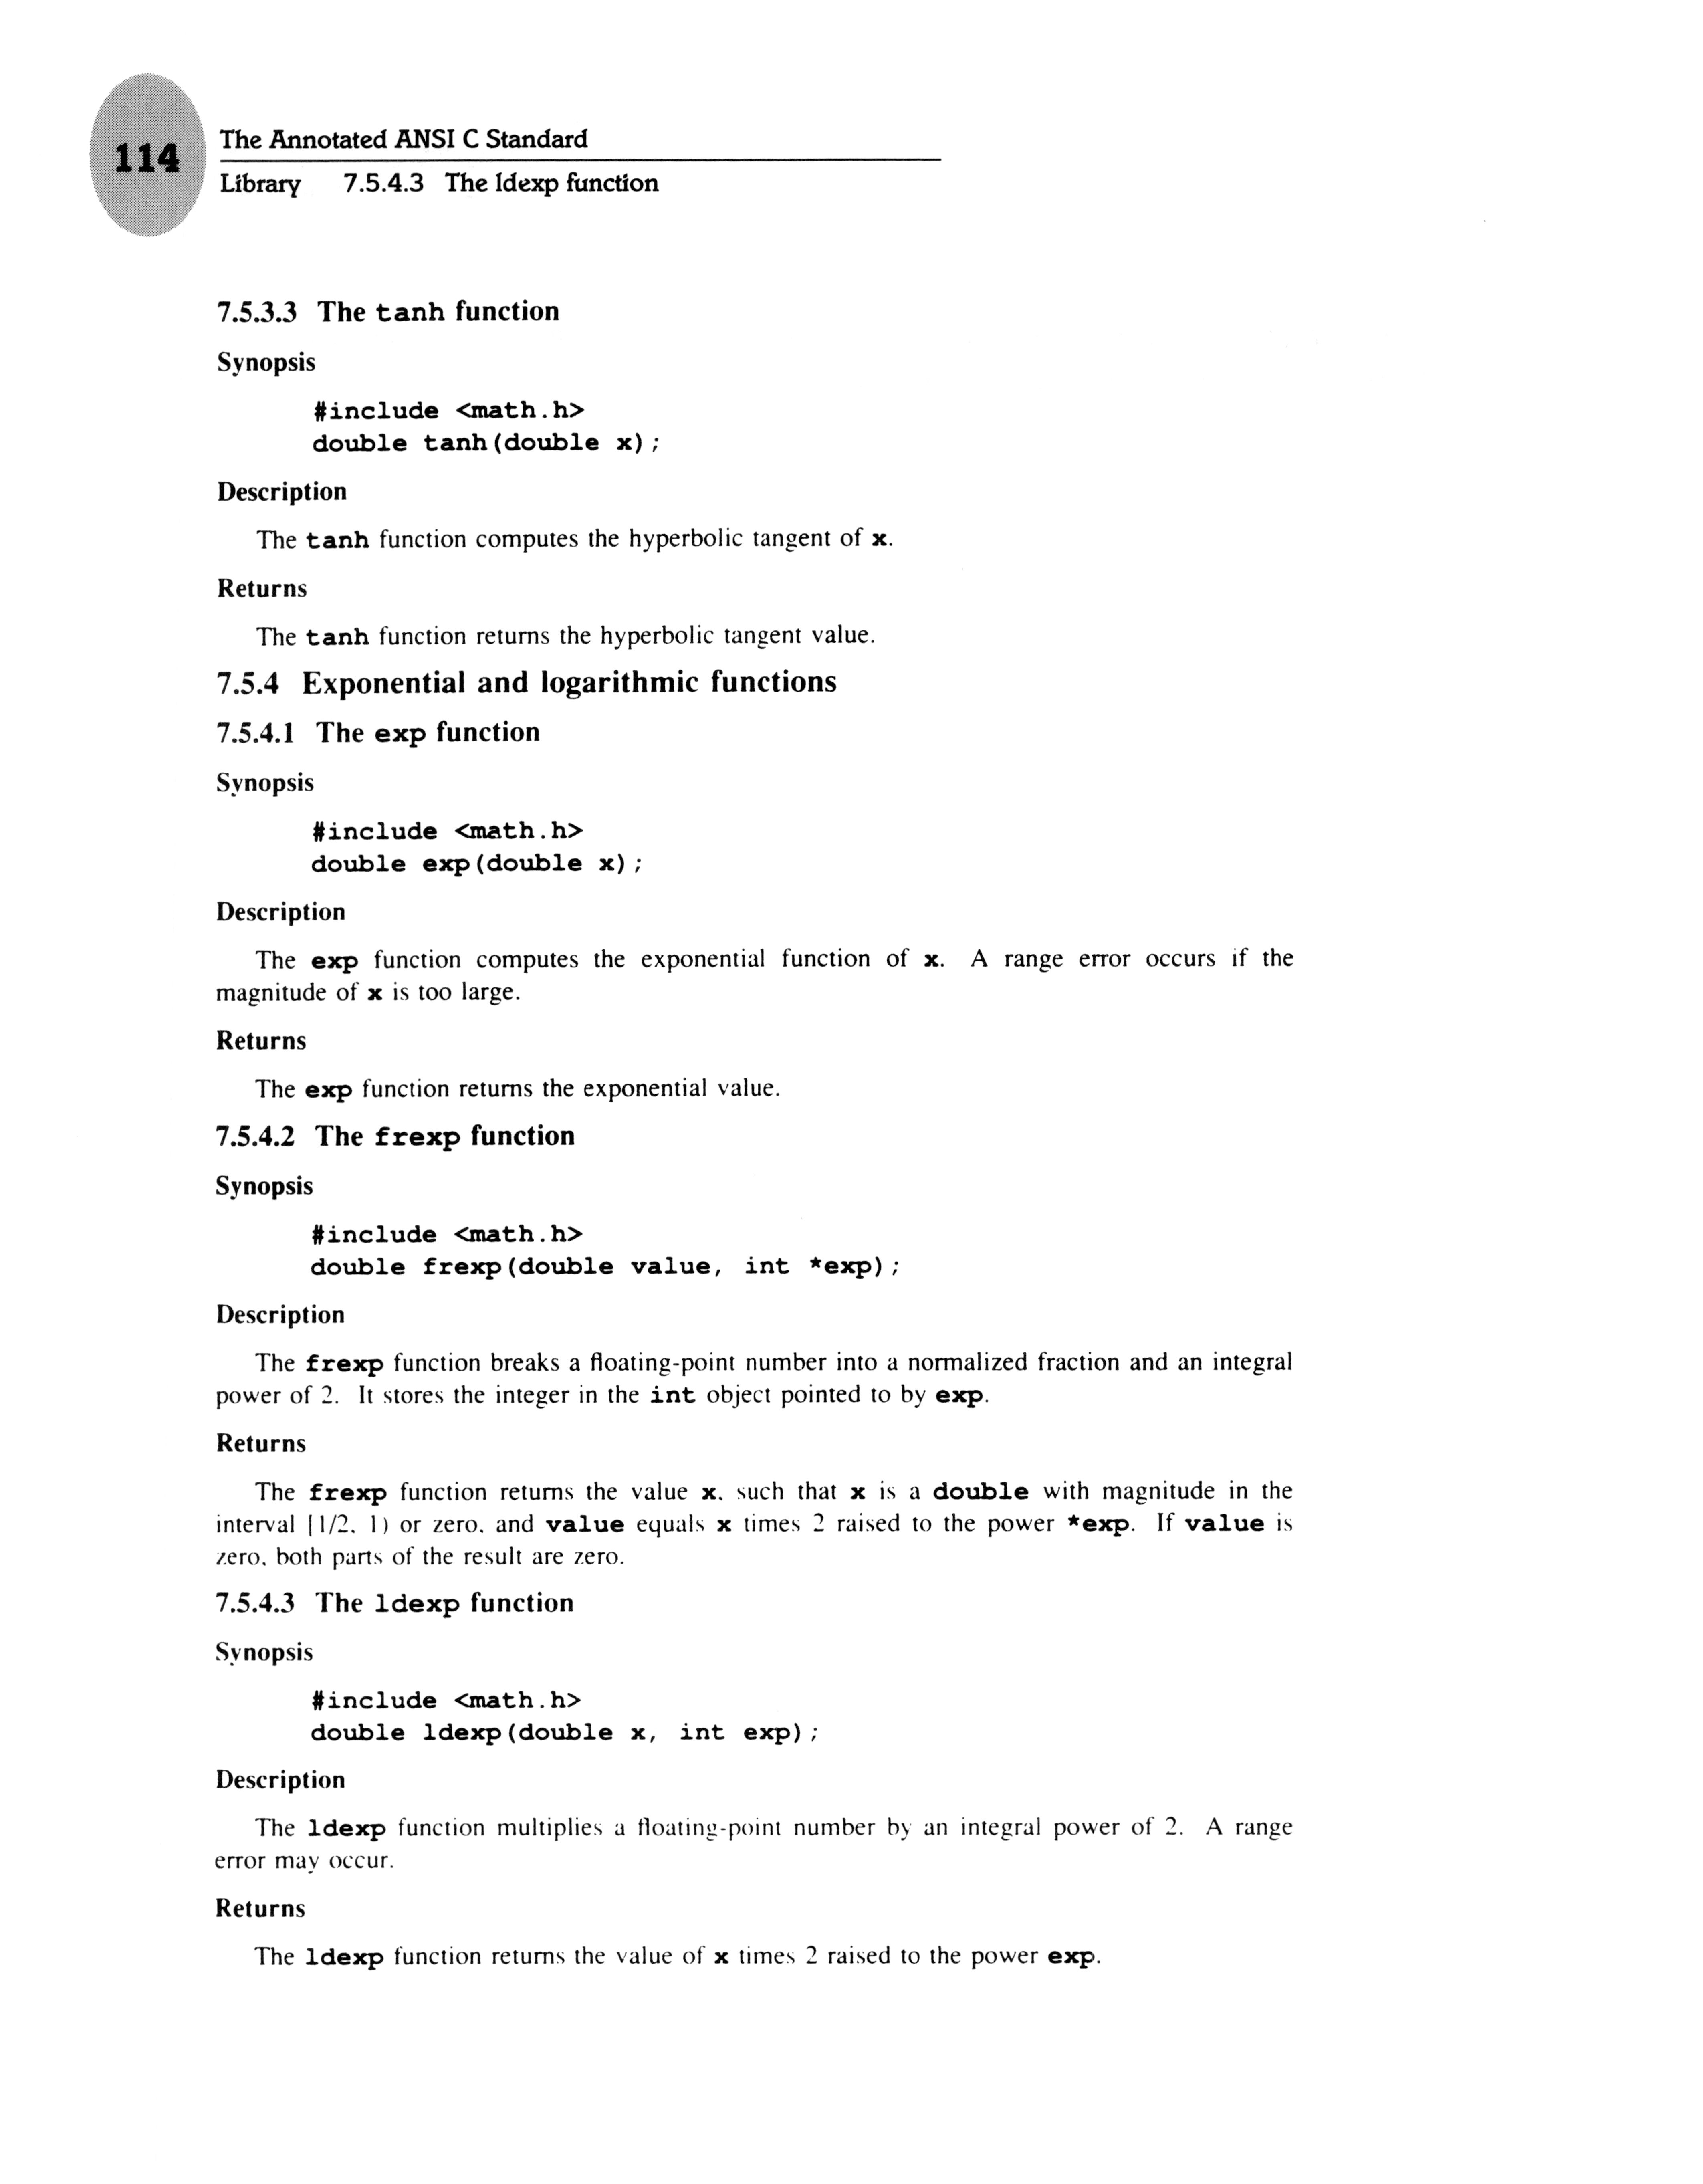 114
The Annotated ANSI C Standard
Library 7.5.4.3 The ldexp function
7.5.3.3 The tanh function
Synopsis
#include <math.h>
double tanh(double x);
Description
The tanh function computes the hyperbolic tangent of x.
Returns
The tanh function returns the hyperbolic tangent value.
7.5.4 Exponential and logarithmic functions
7.5.4.1 The exp function
Synopsis
#include <math.h>
double exp(double x);
Description
The exp function computes the exponential function of x. A range error occurs if the
magnitude of x is too large.
Returns
The exp function returns the exponential value.
7.5.4.2 The frexp function
Synopsis
#include <math.h>
double frexp(double value, int *exp);
Description
The frexp function breaks a floating-point number into a normalized fraction and an integral
power of 2. It stores the integer in the int object pointed to by exp.
Returns
The frexp function returns the value x, such that x is a double with magnitude in the
interval [1/2, 1) or zero, and value equals x times 2 raised to the power *exp. If value is
zero, both parts of the result are zero.
7.5.4.3 The ldexp function
Synopsis
#include <math.h>
double ldexp(double x, int exp);
Description
The ldexp function multiplies a floating-point number by an integral power of 2. A range
error may occur.
Returns
The ldexp function returns the value of x times 2 raised to the power exp.